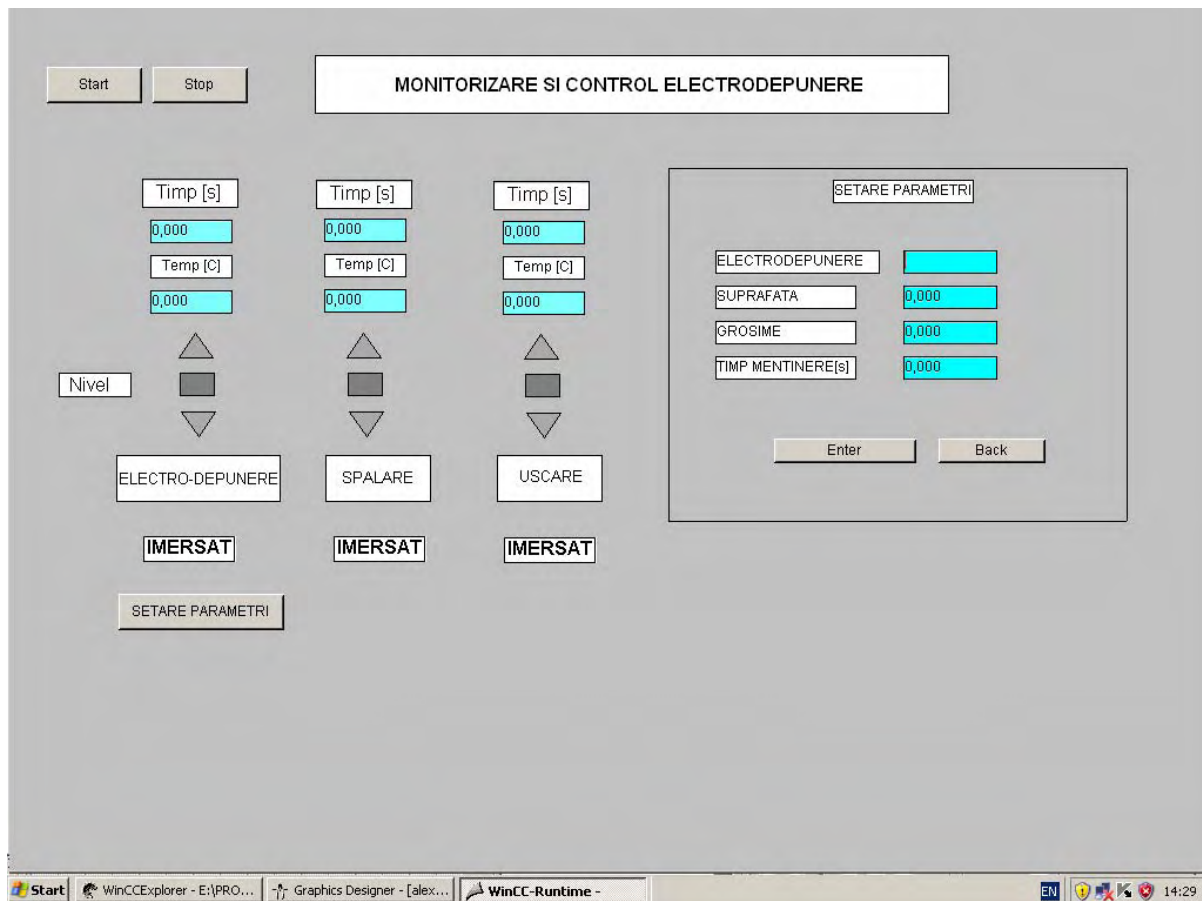 Start Stop MONITORIZARE SI CONTROL ELECTRODEPUNERE
Timp [s] Timp [s] Timp [s]
0,000 0,000 0,000
Temp [C] Temp [C] Temp [C]
0,000 0,000 0,000
Nivel
ELECTRO-DEPUNERE SPALARE USCARE
IMERSAT IMERSAT IMERSAT
SETARE PARAMETRI
SETARE PARAMETRI
ELECTRODEPUNERE
SUPRAFATA 0,000
GROSIME 0,000
TIMP MENTINERE[s] 0,000
Enter Back
Start WinCCExplorer - E:\PRO... Graphics Designer - [alex... WinCC-Runtime - EN 14:29